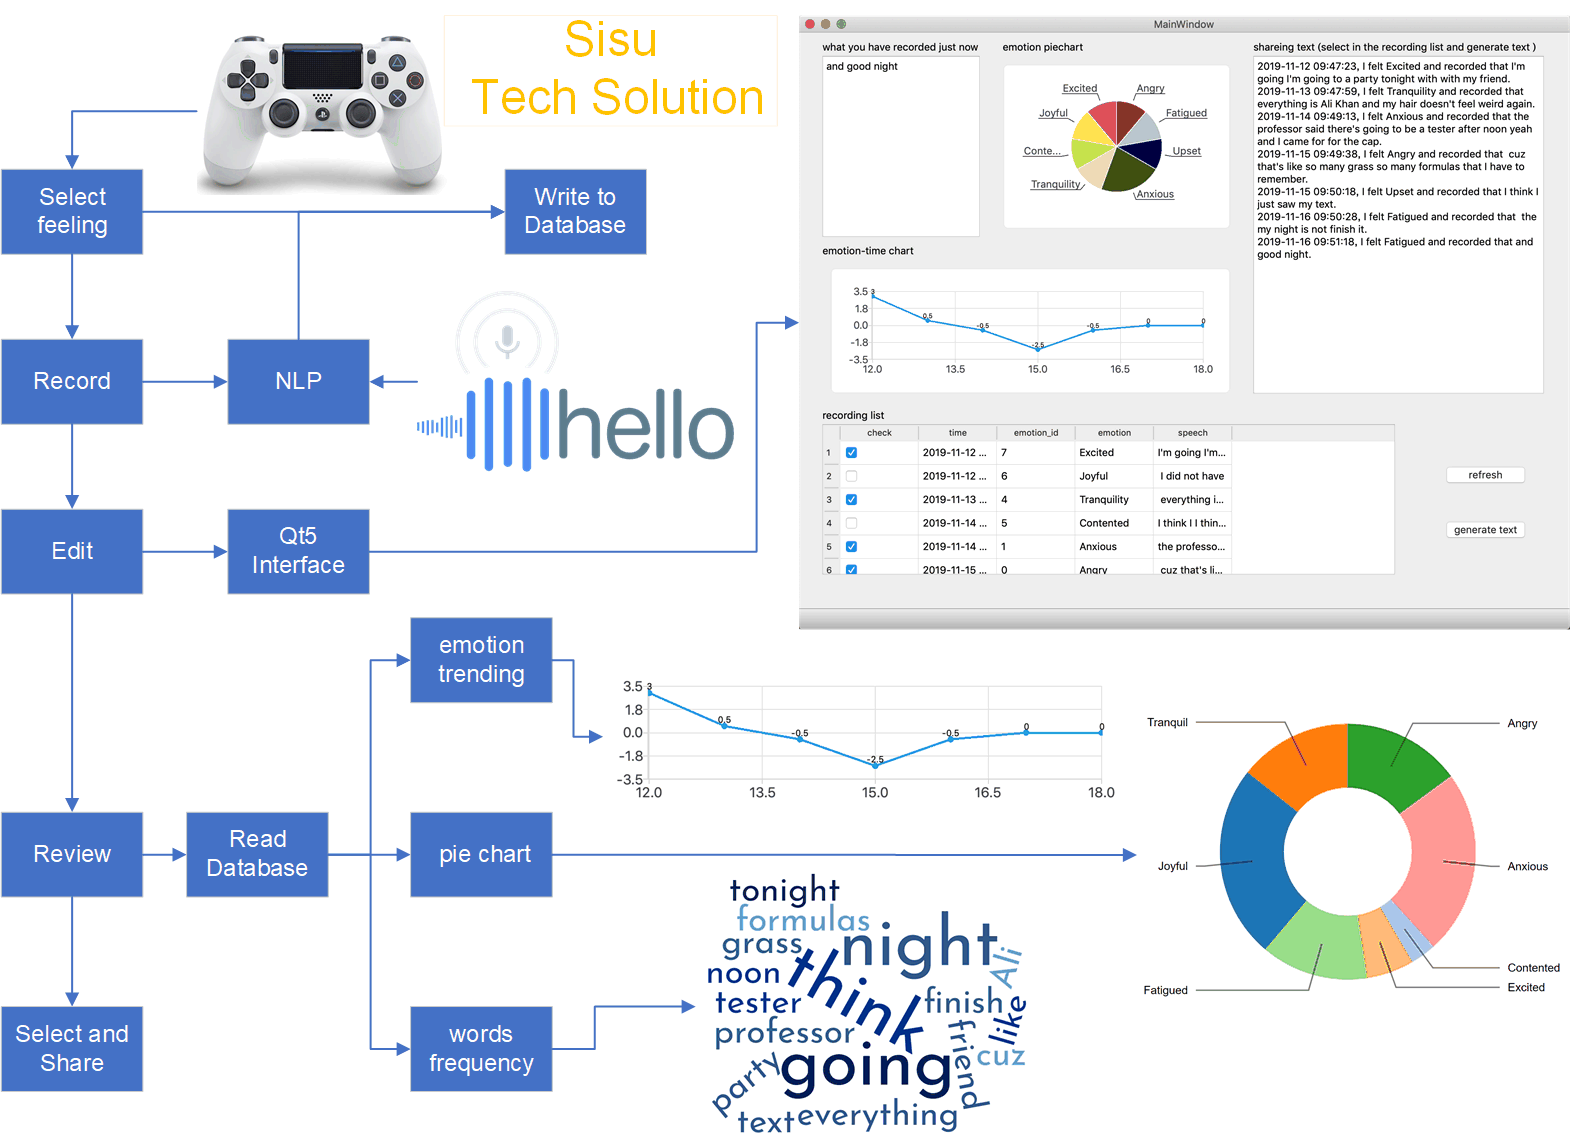 Sisu
Tech Solution
Select
feeling
Write to
Database
Record
NLP
hello
Edit
Qt5
Interface
emotion
trending
Review
Read
Database
pie chart
Select and
Share
words
frequency
MainWindow
what you have recorded just now
and good night
emotion piechart
Excited
Angry
Joyful
Fatigued
Conte...
Upset
Tranquility
Anxious
shareing text (select in the recording list and generate text )
2019-11-12 09:47:23, I felt Excited and recorded that I'm
going I'm going to a party tonight with with my friend.
2019-11-13 09:47:59, I felt Tranquility and recorded that
everything is Ali Khan and my hair doesn't feel weird again.
2019-11-14 09:49:13, I felt Anxious and recorded that the
professor said there's going to be a tester after noon yeah
and I came for for the cap.
2019-11-15 09:49:38, I felt Angry and recorded that  cuz
that's like so many grass so many formulas that I have to
remember.
2019-11-15 09:50:18, I felt Upset and recorded that I think I
just saw my text.
2019-11-16 09:50:28, I felt Fatigued and recorded that  the
my night is not finish it.
2019-11-16 09:51:18, I felt Fatigued and recorded that and
good night.
emotion-time chart
3.5
1.8
0.0
-1.8
-3.5
3
0.5
-0.5
-2.5
-0.5
0
0
12.0 13.5 15.0 16.5 18.0
recording list
check time emotion_id emotion speech
1 2019-11-12 ... 7 Excited I'm going I'm...
2 2019-11-12 ... 6 Joyful I did not have
3 2019-11-13 ... 4 Tranquility everything i...
4 2019-11-14 ... 5 Contented I think I I thin...
5 2019-11-14 ... 1 Anxious the professo...
6 2019-11-15 ... 0 Angry cuz that's li...
refresh
generate text
3.5
1.8
0.0
-1.8
-3.5
3
0.5
-0.5
-2.5
-0.5
0
0
12.0 13.5 15.0 16.5 18.0
Tranquil
Angry
Joyful
Anxious
Contented
Excited
Fatigued
tonight
formulas
grass
night
noon
think
Ali
tester
finish
like
professor
friend
cuz
going
party
text
everything